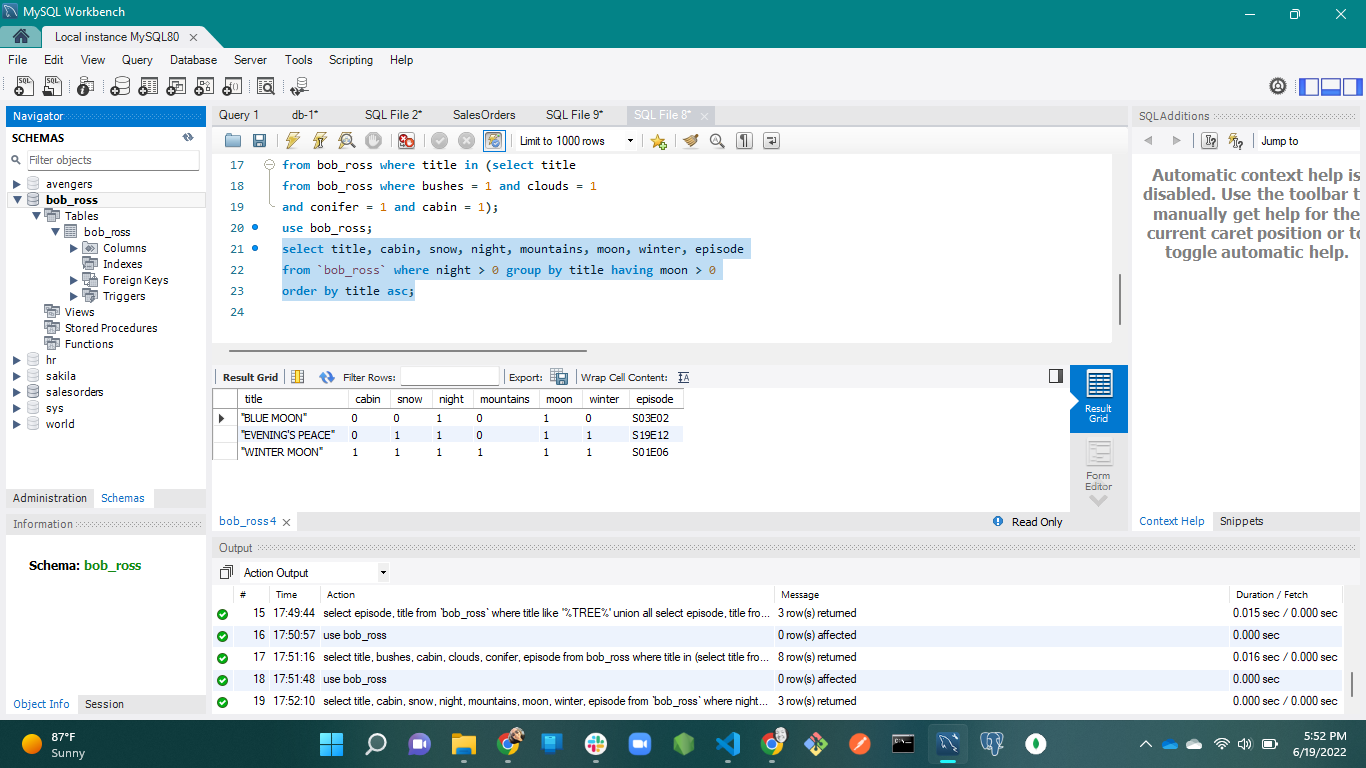 MySQL Workbench
Local instance MySQL80
File Edit View Query Database Server Tools Scripting Help
Navigator
SCHEMAS
Filter objects
avengers
bob_ross
Tables
bob_ross
Columns
Indexes
Foreign Keys
Triggers
Views
Stored Procedures
Functions
hr
sakila
salesorders
sys
world
Administration Schemas
Information
Schema: bob_ross
Object Info Session
Query 1 db-1* SQL File 2* SalesOrders SQL File 9* SQL File 8*
Limit to 1000 rows
17 from bob_ross where title in (select title
18 from bob_ross where bushes = 1 and clouds = 1
19 and conifer = 1 and cabin = 1);
20 use bob_ross;
21 select title, cabin, snow, night, mountains, moon, winter, episode
22 from `bob_ross` where night > 0 group by title having moon > 0
23 order by title asc;
24
Result Grid Filter Rows: Export: Wrap Cell Content:
title cabin snow night mountains moon winter episode
"BLUE MOON" 0 0 1 0 1 0 S03E02
"EVENING'S PEACE" 0 1 1 0 1 1 S19E12
"WINTER MOON" 1 1 1 1 1 1 S01E06
Result
Grid
Form
Editor
bob_ross4 Read Only
SQLAdditions
Jump to
Automatic context help is
disabled. Use the toolbar t
manually get help for the
current caret position or to
toggle automatic help.
Context Help Snippets
Output
Action Output
# Time Action Message Duration / Fetch
15 17:49:44 select episode, title from `bob_ross` where title like '%TREE%' union all select episode, title fro... 3 row(s) returned 0.015 sec / 0.000 sec
16 17:50:57 use bob_ross 0 row(s) affected 0.000 sec
17 17:51:16 select title, bushes, cabin, clouds, conifer, episode from bob_ross where title in (select title fro... 8 row(s) returned 0.016 sec / 0.000 sec
18 17:51:48 use bob_ross 0 row(s) affected 0.000 sec
19 17:52:10 select title, cabin, snow, night, mountains, moon, winter, episode from `bob_ross` where night... 3 row(s) returned 0.000 sec / 0.000 sec
87°F
Sunny
5:52 PM
6/19/2022